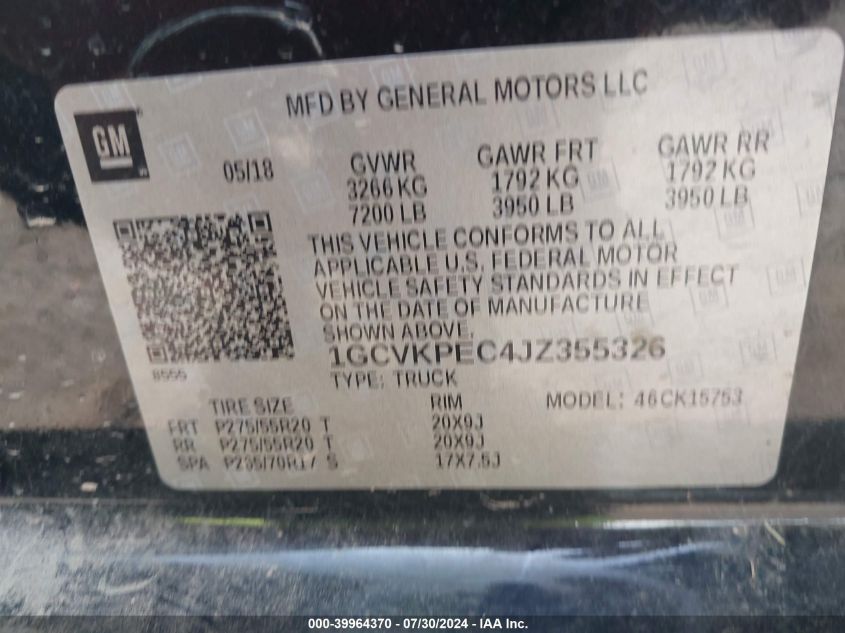 MFD BY GENERAL MOTORS LLC
GM
05/18
GVWR GAWR FRT GAWR RR
3266 KG 1792 KG 1792 KG
7200 LB 3950 LB 3950 LB
THIS VEHICLE CONFORMS TO ALL
APPLICABLE U.S. FEDERAL MOTOR
VEHICLE SAFETY STANDARDS IN EFFECT
ON THE DATE OF MANUFACTURE
SHOWN ABOVE.
1GCVKPEC4JZ355326
8555
TYPE: TRUCK
TIRE SIZE RIM MODEL: 46CK15753
FRT P275/55R20 T 20X9J
RR P275/55R20 T 20X9J
SPA P235/70R17 S 17X7.5J
000-39964370 / 07/30/2024 - IAA Inc.